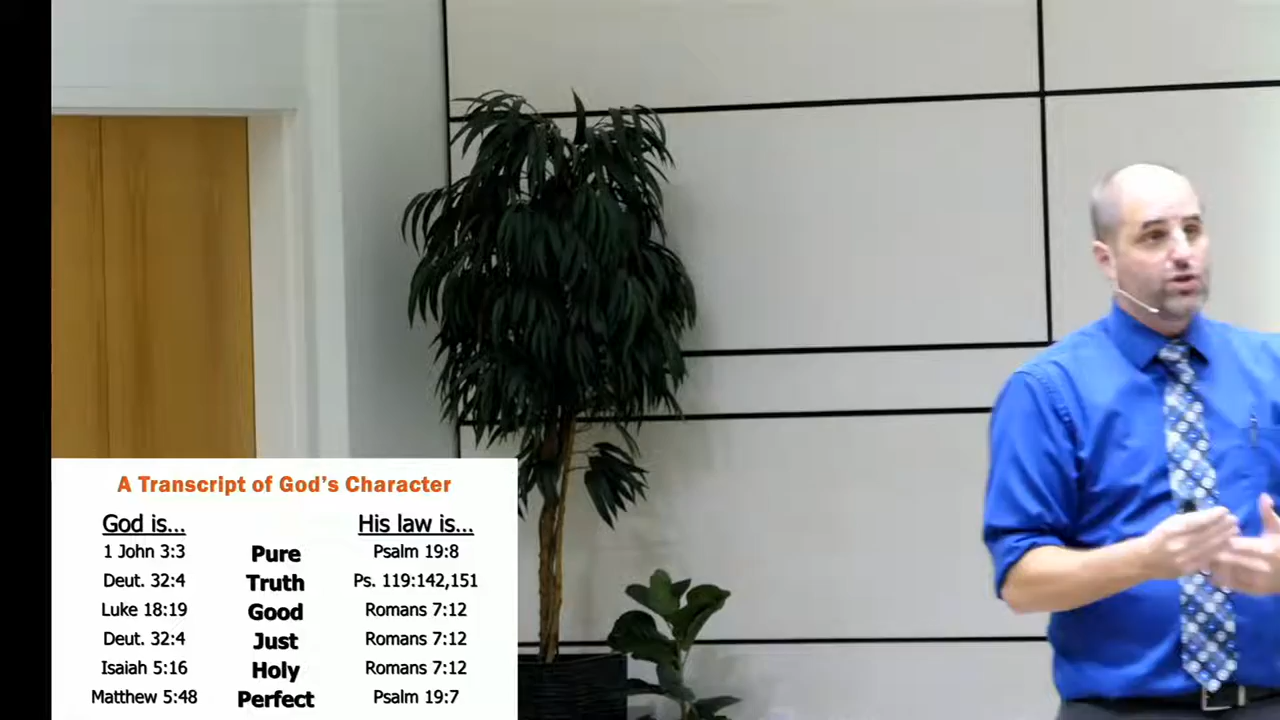 A Transcript of God's Character
God is... His law is...
1 John 3:3 Pure Psalm 19:8
Deut. 32:4 Truth Ps. 119:142,151
Luke 18:19 Good Romans 7:12
Deut. 32:4 Just Romans 7:12
Isaiah 5:16 Holy Romans 7:12
Matthew 5:48 Perfect Psalm 19:7